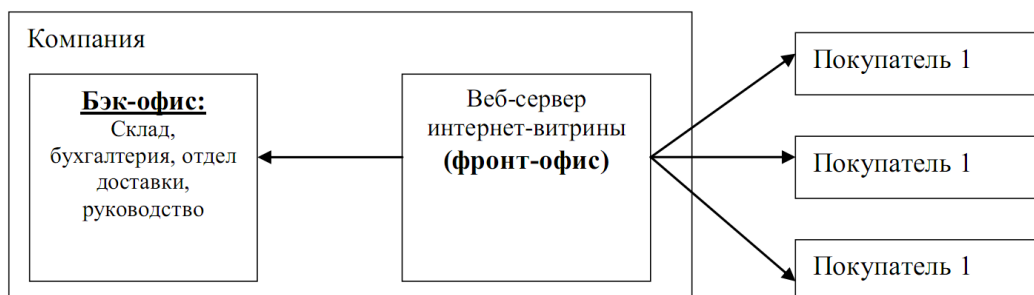 Компания
Бэк-офис:
Склад,
бухгалтерия, отдел
доставки,
руководство
Веб-сервер
интернет-витрины
(фронт-офис)
Покупатель 1
Покупатель 1
Покупатель 1